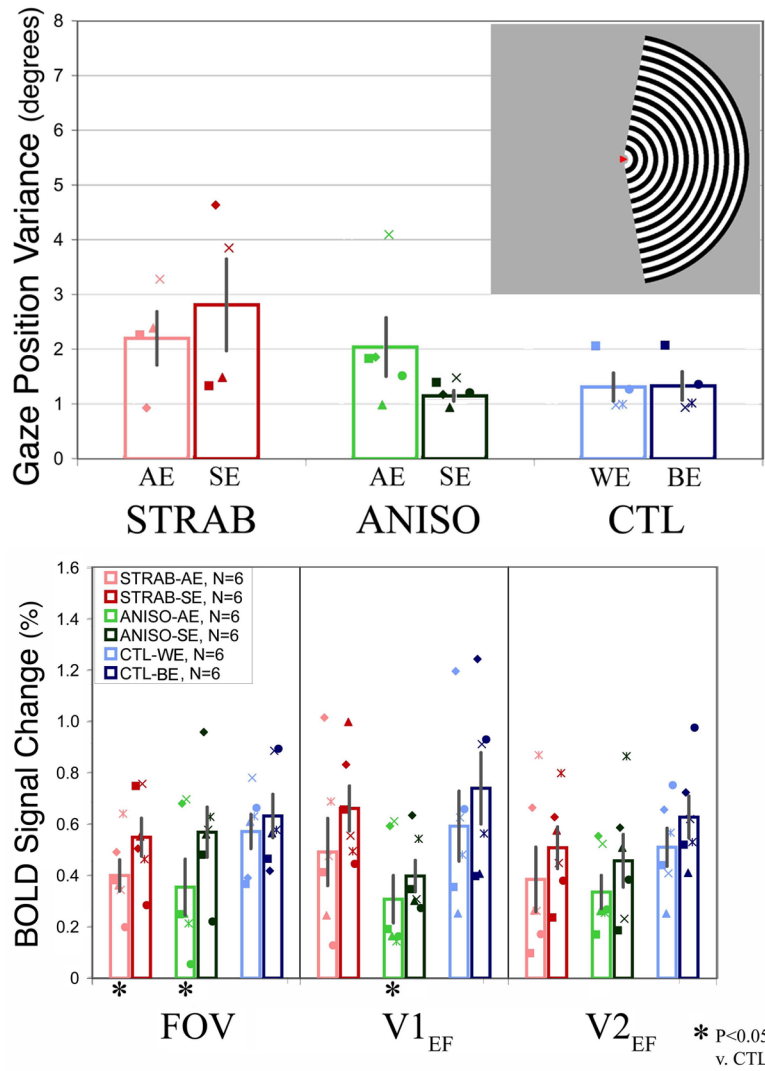 8
7
6
5
4
3
2
1
0
Gaze Position Variance (degrees)
AE SE AE SE WE BE
STRAB ANISO CTL
1.6
1.4
1.2
1.0
0.8
0.6
0.4
0.2
0
BOLD Signal Change (%)
STRAB-AE, N=6
STRAB-SE, N=6
ANISO-AE, N=6
ANISO-SE, N=6
CTL-WE, N=6
CTL-BE, N=6
* * *
FOV V1EF V2EF
* P<0.05
v. CTL